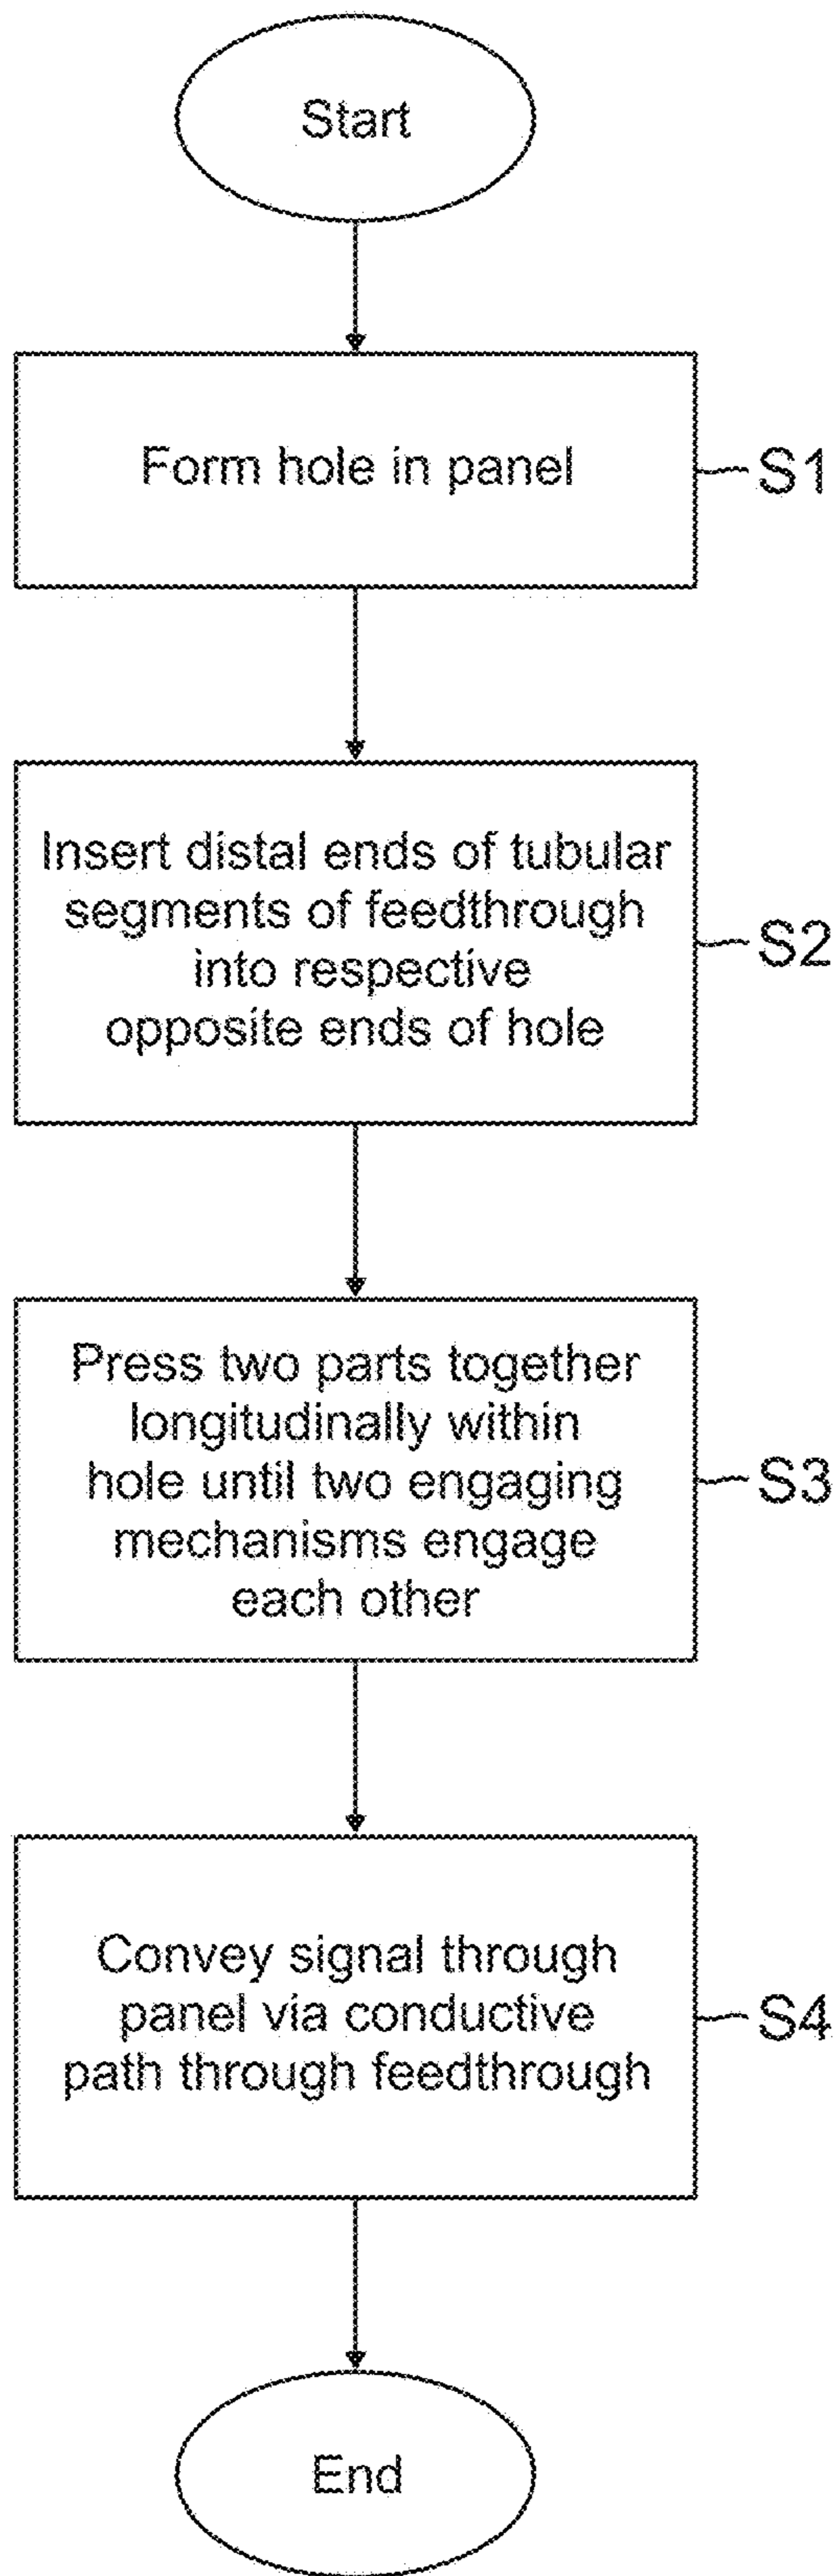 Start
Form hole in panel
S1
Insert distal ends of tubular
segments of feedthrough
into respective
opposite ends of hole
S2
Press two parts together
longitudinally within
hole until two engaging
mechanisms engage
each other
S3
Convey signal through
panel via conductive
path through feedthrough
S4
End